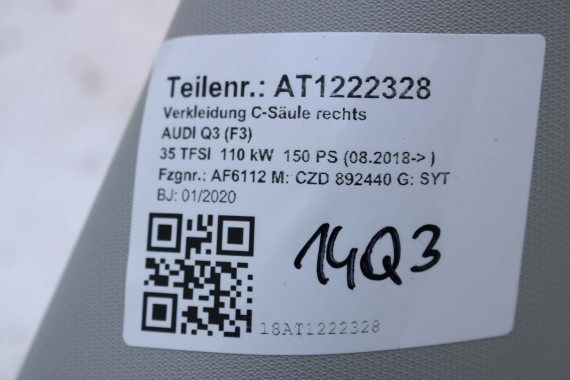 Teilenr.: AT1222328
Verkleidung C-Säule rechts
AUDI Q3 (F3)
35 TFSI 110 kW 150 PS (08.2018-> )
Fzgnr.: AF6112 M: CZD 892440 G: SYT
BJ: 01/2020
14Q3
18AT1222328